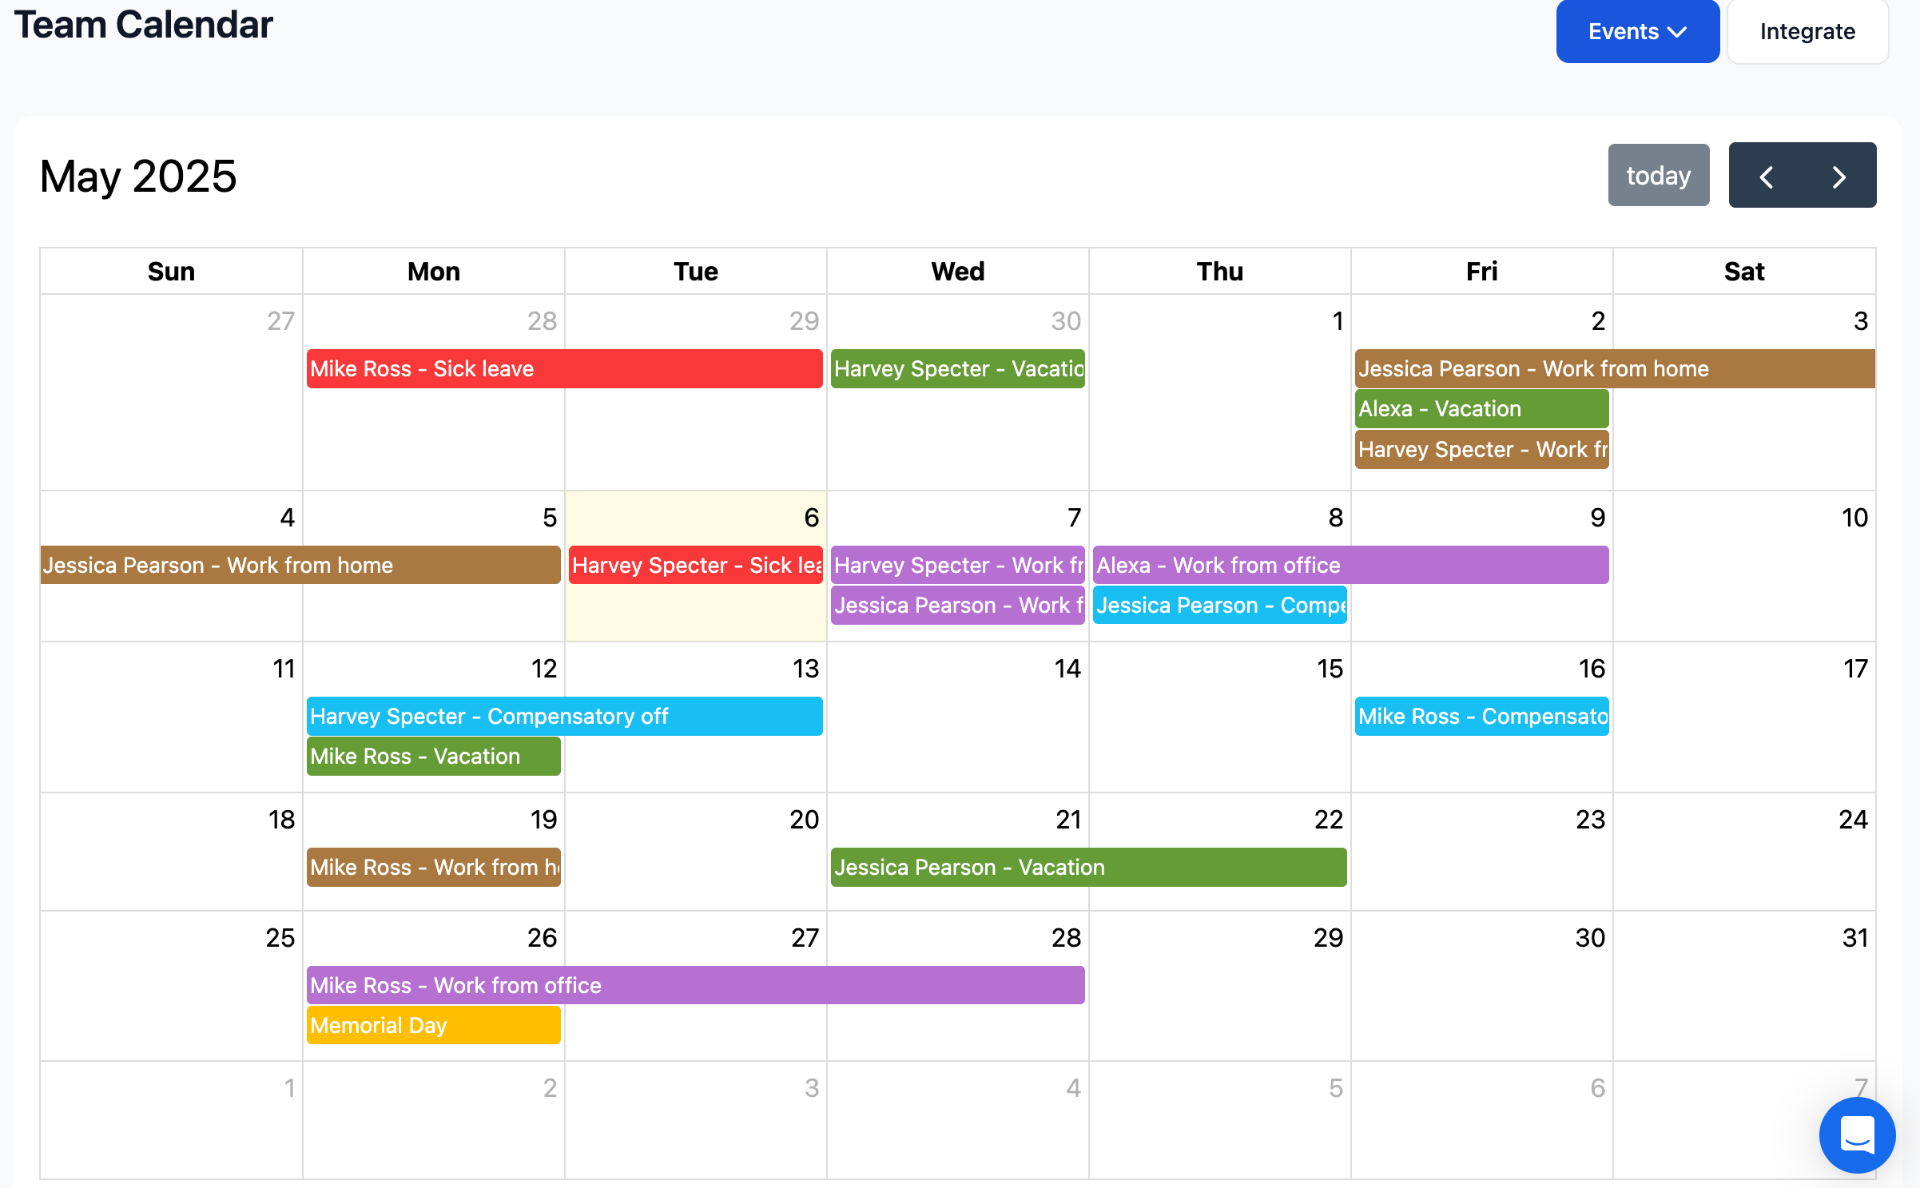 Team Calendar
Events
Integrate
May 2025
today
Sun Mon Tue Wed Thu Fri Sat
27 28 29 30 1 2 3
Mike Ross - Sick leave Harvey Specter - Vacatio Jessica Pearson - Work from home
Alexa - Vacation
Harvey Specter - Work fr
4 5 6 7 8 9 10
Jessica Pearson - Work from home Harvey Specter - Sick lea Harvey Specter - Work fr Alexa - Work from office
Jessica Pearson - Work f Jessica Pearson - Compe
11 12 13 14 15 16 17
Harvey Specter - Compensatory off Mike Ross - Compensato
Mike Ross - Vacation
18 19 20 21 22 23 24
Mike Ross - Work from h Jessica Pearson - Vacation
25 26 27 28 29 30 31
Mike Ross - Work from office
Memorial Day
1 2 3 4 5 6 7